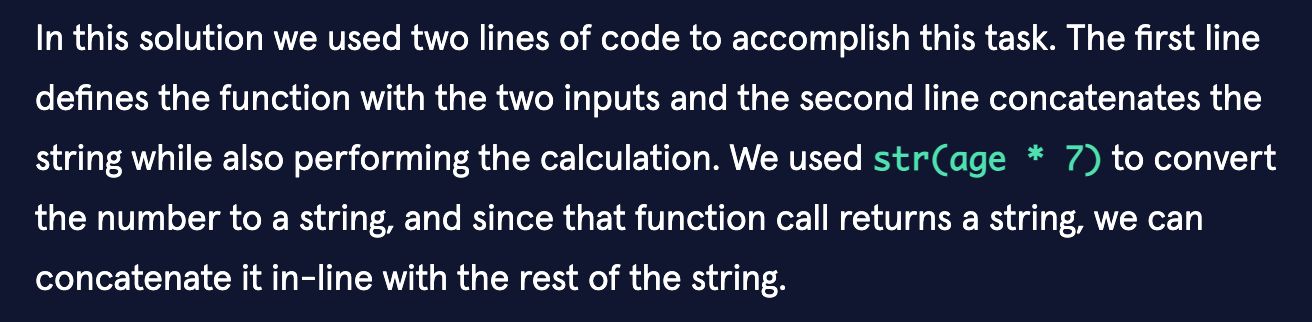 In this solution we used two lines of code to accomplish this task. The first line
defines the function with the two inputs and the second line concatenates the
string while also performing the calculation. We used str(age * 7) to convert
the number to a string, and since that function call returns a string, we can
concatenate it in-line with the rest of the string.